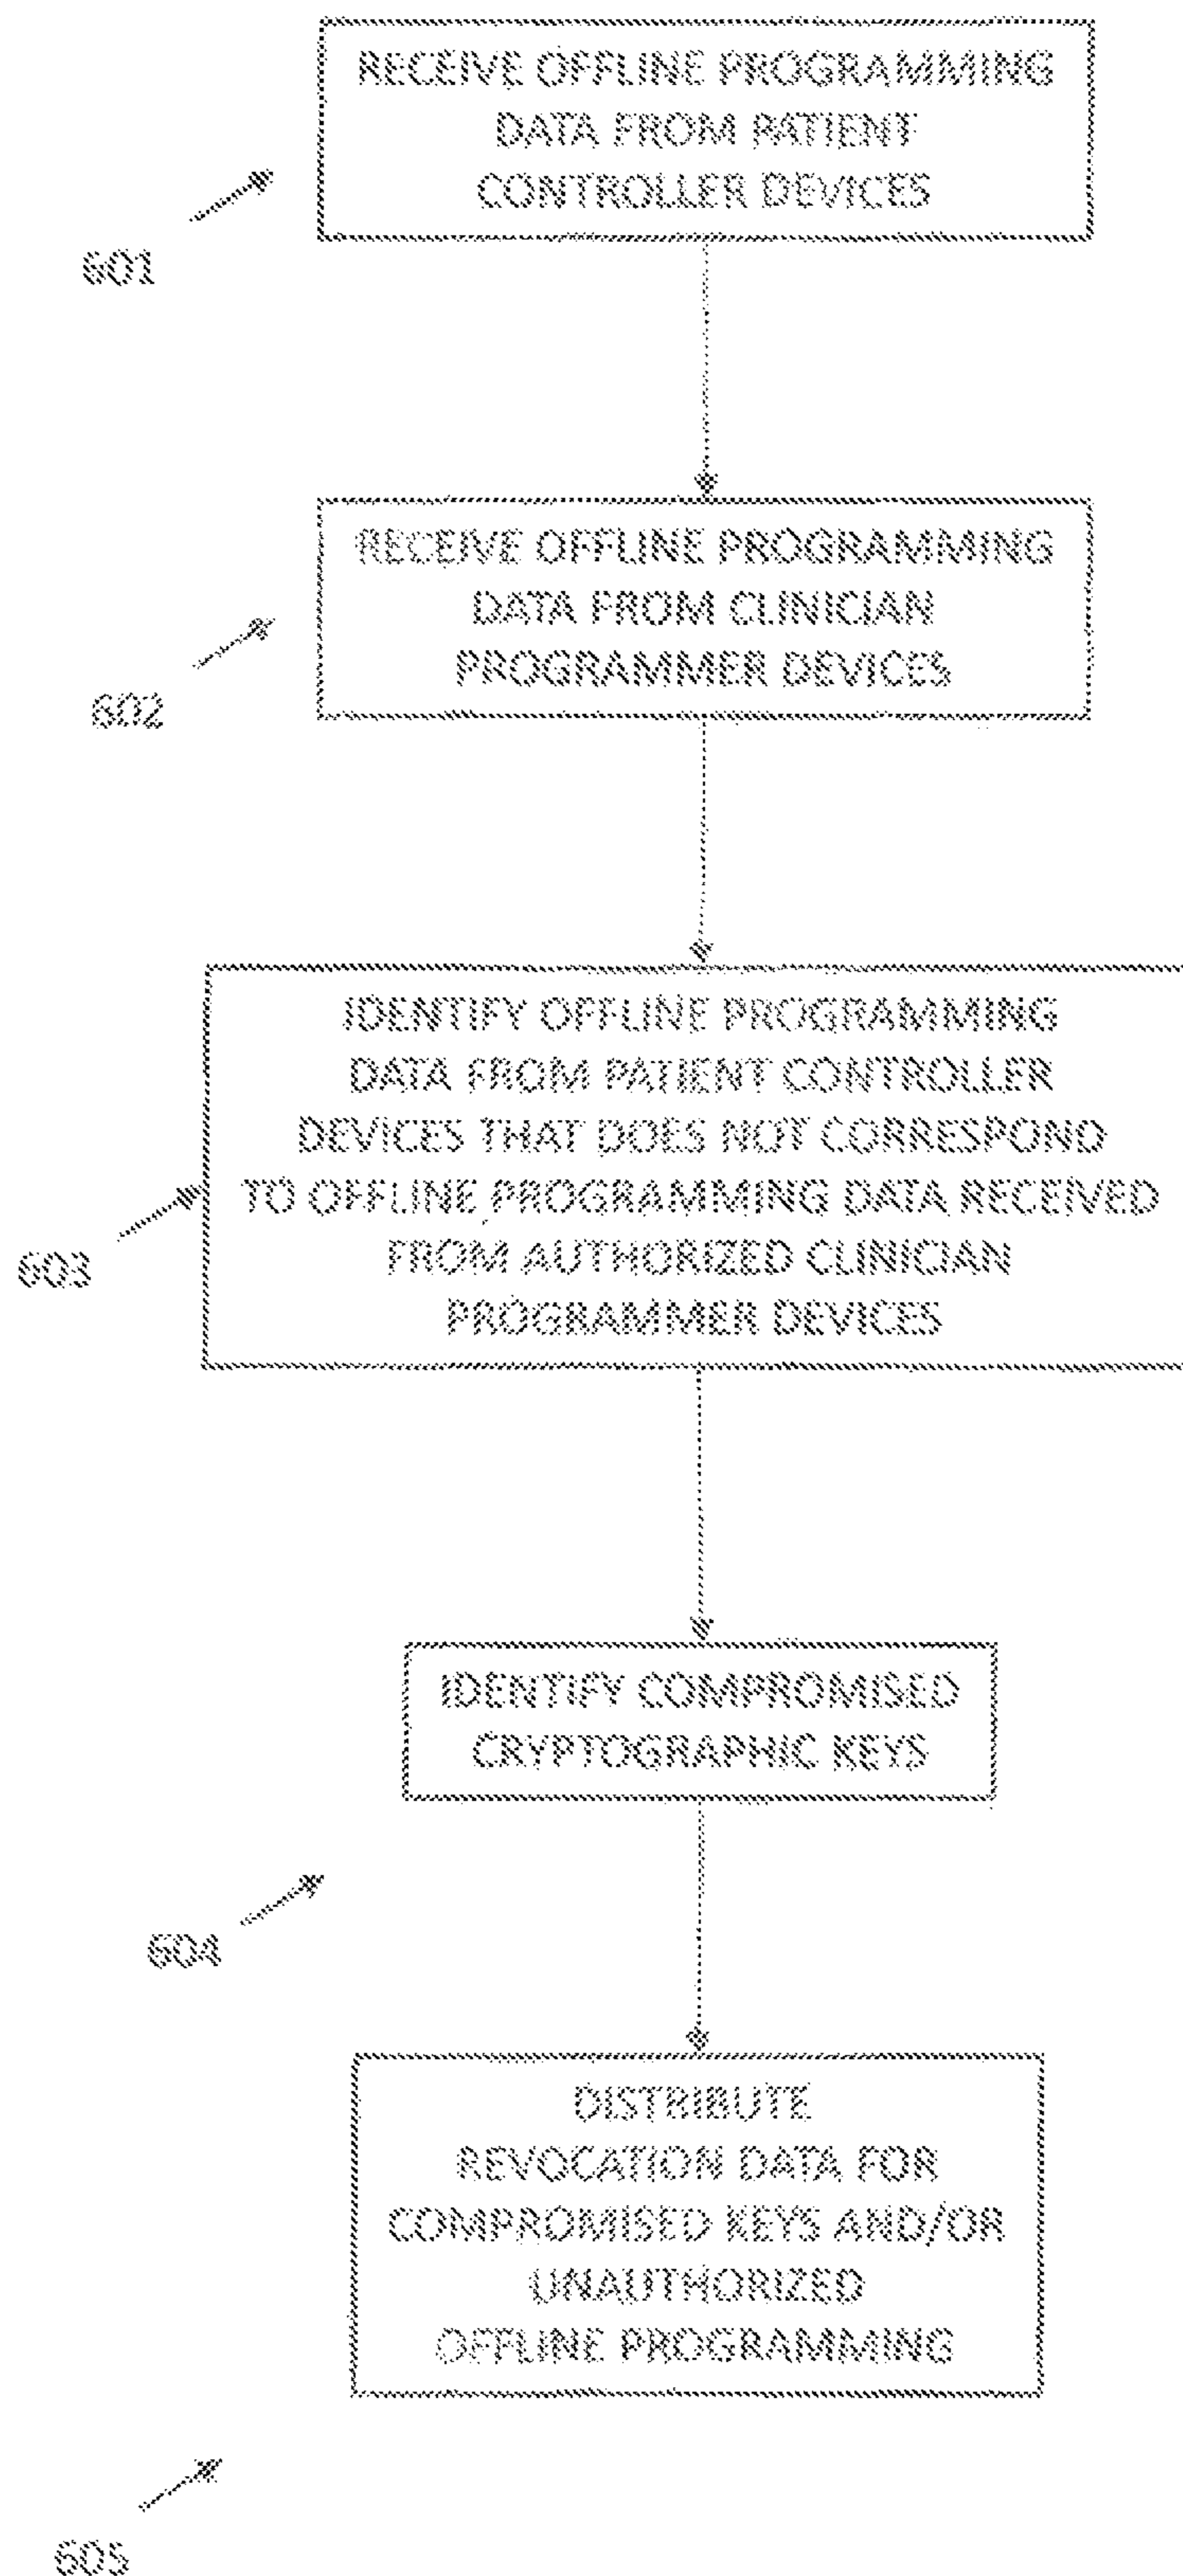 RECEIVE OFFLINE PROGRAMMING
DATA FROM PATIENT
CONTROLLER DEVICES
601
RECEIVE OFFLINE PROGRAMMING
DATA FROM CLINICIAN
PROGRAMMER DEVICES
602
IDENTIFY OFFLINE PROGRAMMING
DATA FROM PATIENT CONTROLLER
DEVICES THAT DOES NOT CORRESPOND
TO OFFLINE PROGRAMMING DATA RECEIVED
FROM AUTHORIZED CLINICIAN
PROGRAMMER DEVICES
603
IDENTIFY COMPROMISED
CRYPTOGRAPHIC KEYS
604
DISTRIBUTE
REVOCATION DATA FOR
COMPROMISED KEYS AND/OR
UNAUTHORIZED
OFFLINE PROGRAMMING
605